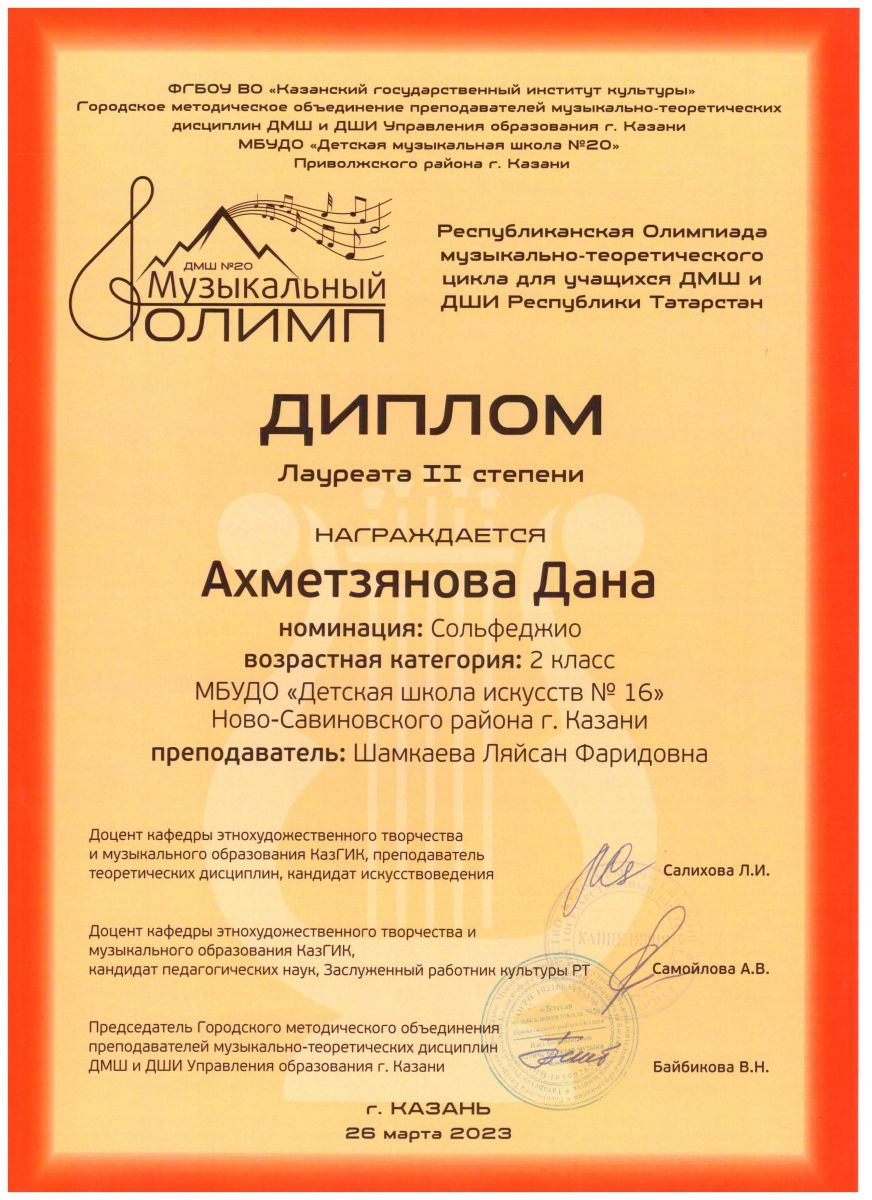 ФГБОУ ВО «Казанский государственный институт культуры»
Городское методическое объединение преподавателей музыкально-теоретических
дисциплин ДМШ и ДШИ Управления образования г. Казани
МБУДО «Детская музыкальная школа №20»
Приволжского района г. Казани
ДМШ №20
Музыкальный
ОЛИМП
Республиканская Олимпиада
музыкально-теоретического
цикла для учащихся ДМШ и
ДШИ Республики Татарстан
ДИПЛОМ
Лауреата II степени
НАГРАЖДАЕТСЯ
Ахметзянова Дана
номинация: Сольфеджио
возрастная категория: 2 класс
МБУДО «Детская школа искусств № 16»
Ново-Савиновского района г. Казани
преподаватель: Шамкаева Ляйсан Фаридовна
Доцент кафедры этнохудожественного творчества
и музыкального образования КазГИК, преподаватель
теоретических дисциплин, кандидат искусствоведения
Салихова Л.И.
Доцент кафедры этнохудожественного творчества и
музыкального образования КазГИК,
кандидат педагогических наук, Заслуженный работник культуры РТ
Самойлова А.В.
Председатель Городского методического объединения
преподавателей музыкально-теоретических дисциплин
ДМШ и ДШИ Управления образования г. Казани
Байбикова В.Н.
г. КАЗАНЬ
26 марта 2023